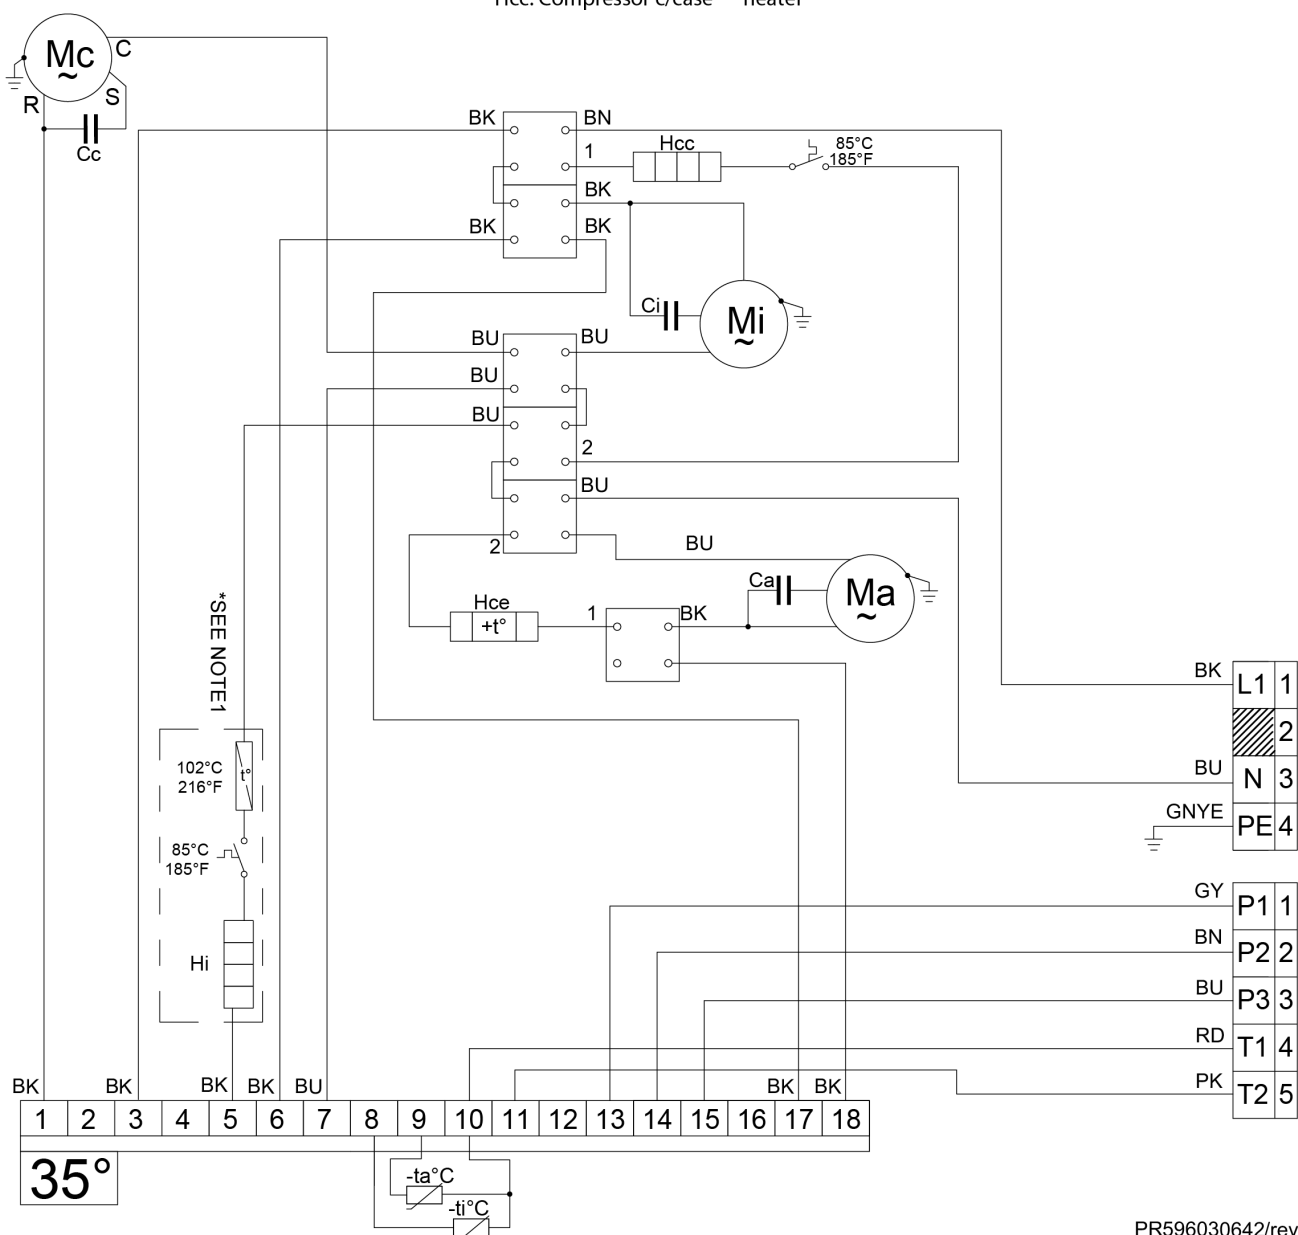 Hcc: Compressor c/case heater
Mc
~
C
S
R
Cc
BK
BN
1
Hcc
85°C
185°F
BK
BK
BK
Ci
Mi
~
BU
BU
BU
BU
2
BU
2
BU
Ca
Ma
~
Hce
+t°
1
BK
*SEE NOTE1
102°C
216°F
t°
85°C
185°F
Hi
BK L1 1
2
BU N 3
GNYE PE 4
GY P1 1
BN P2 2
BU P3 3
RD T1 4
PK T2 5
BK BK BK BK BU BK BK
1 2 3 4 5 6 7 8 9 10 11 12 13 14 15 16 17 18
35°
-ta°C
-ti°C
PR596030642/rev